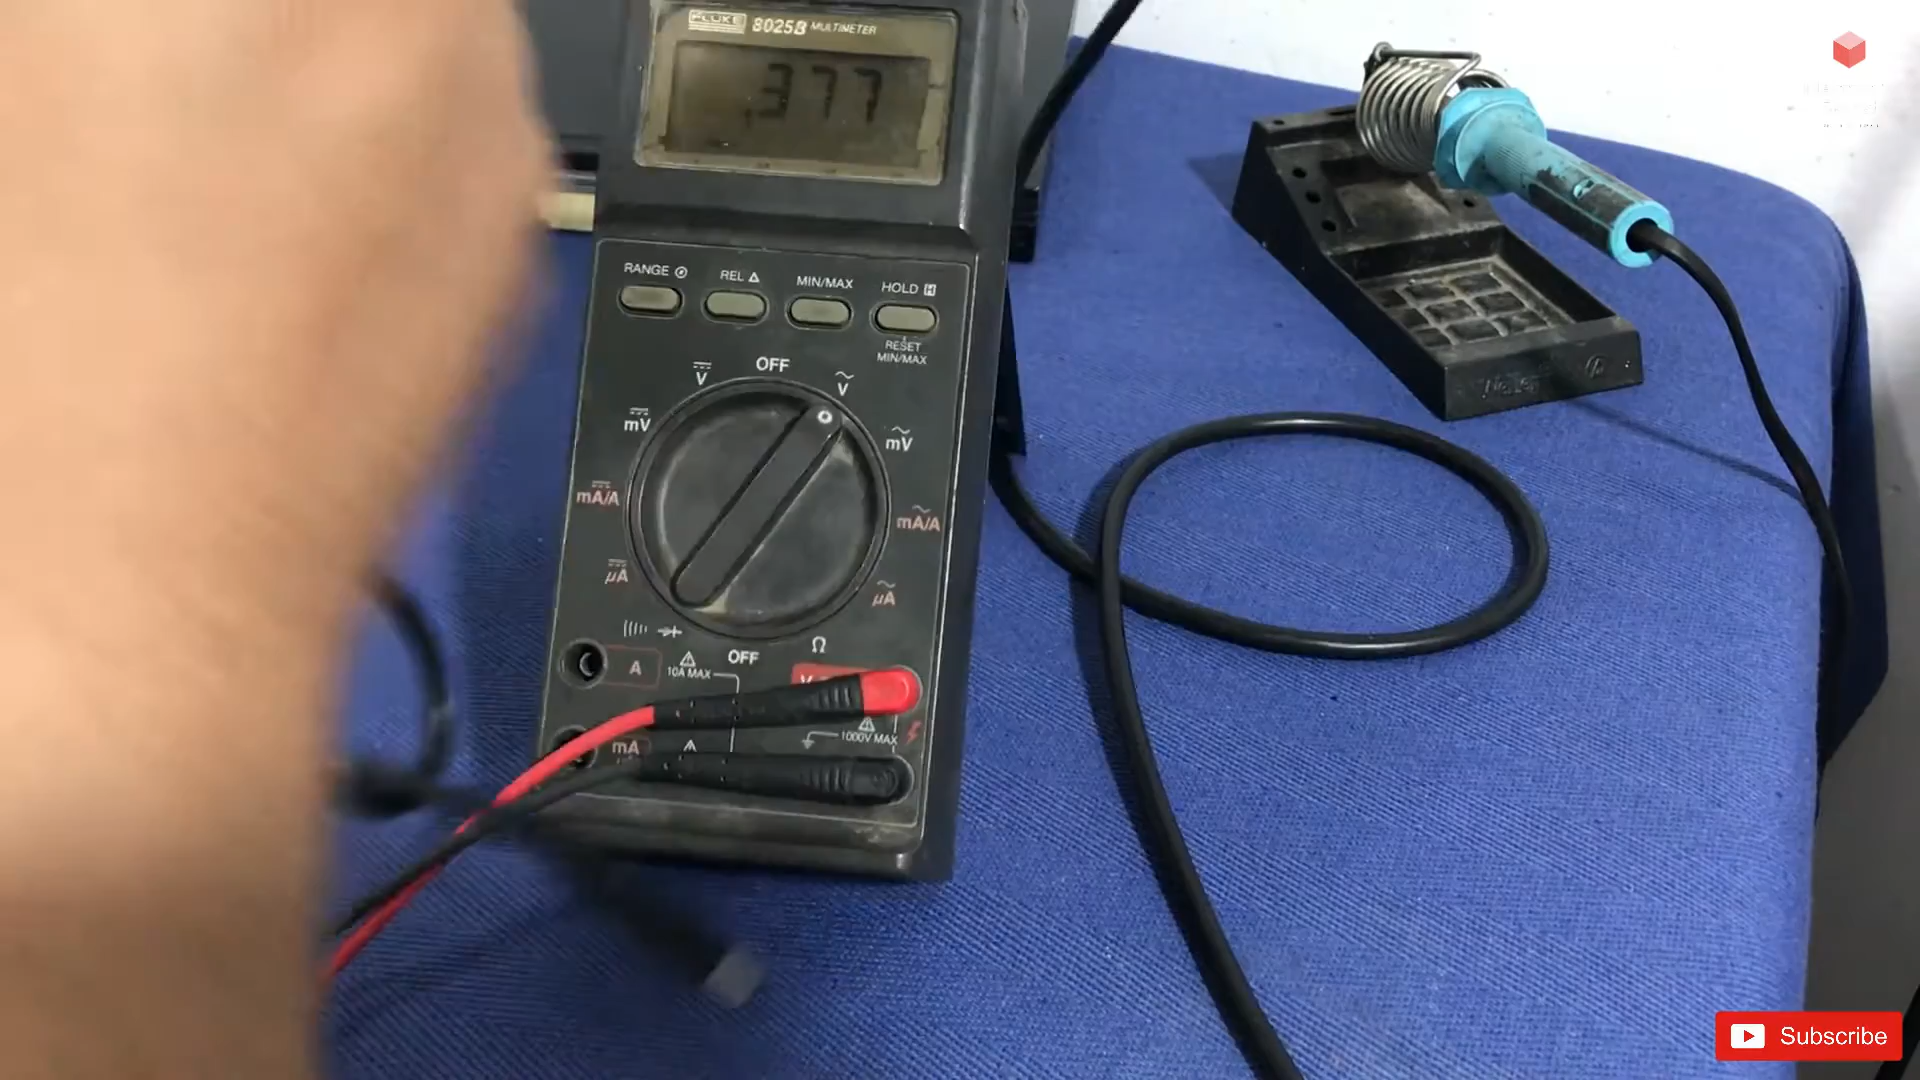 FLUKE 8025B MULTIMETER
.377
RANGE
REL △
MIN/MAX
HOLD H
RESET
MIN/MAX
OFF
V
V
mV
mV
mA/A
mA/A
µA
µA
Ω
OFF
A
10A MAX
mA
1000V MAX
Weller
Subscribe